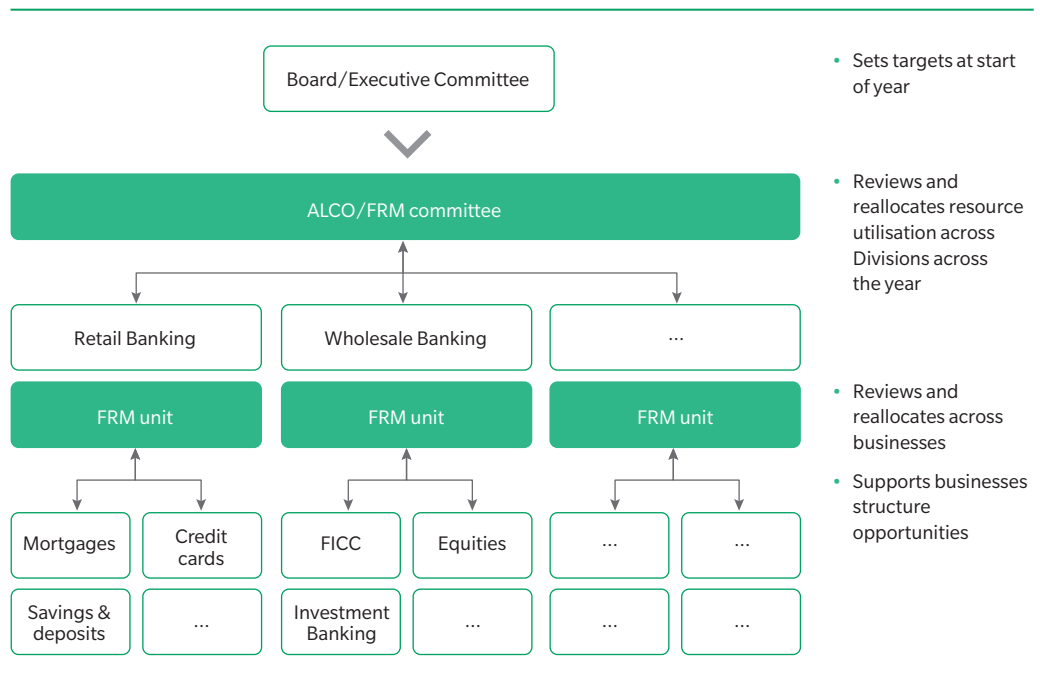 Board/Executive Committee
• Sets targets at start
of year
ALCO/FRM committee
• Reviews and
reallocates resource
utilisation across
Divisions across
the year
Retail Banking
Wholesale Banking
...
FRM unit
FRM unit
FRM unit
• Reviews and
reallocates across
businesses
• Supports businesses
structure
opportunities
Mortgages
Credit
cards
FICC
Equities
...
...
Savings &
deposits
...
Investment
Banking
...
...
...